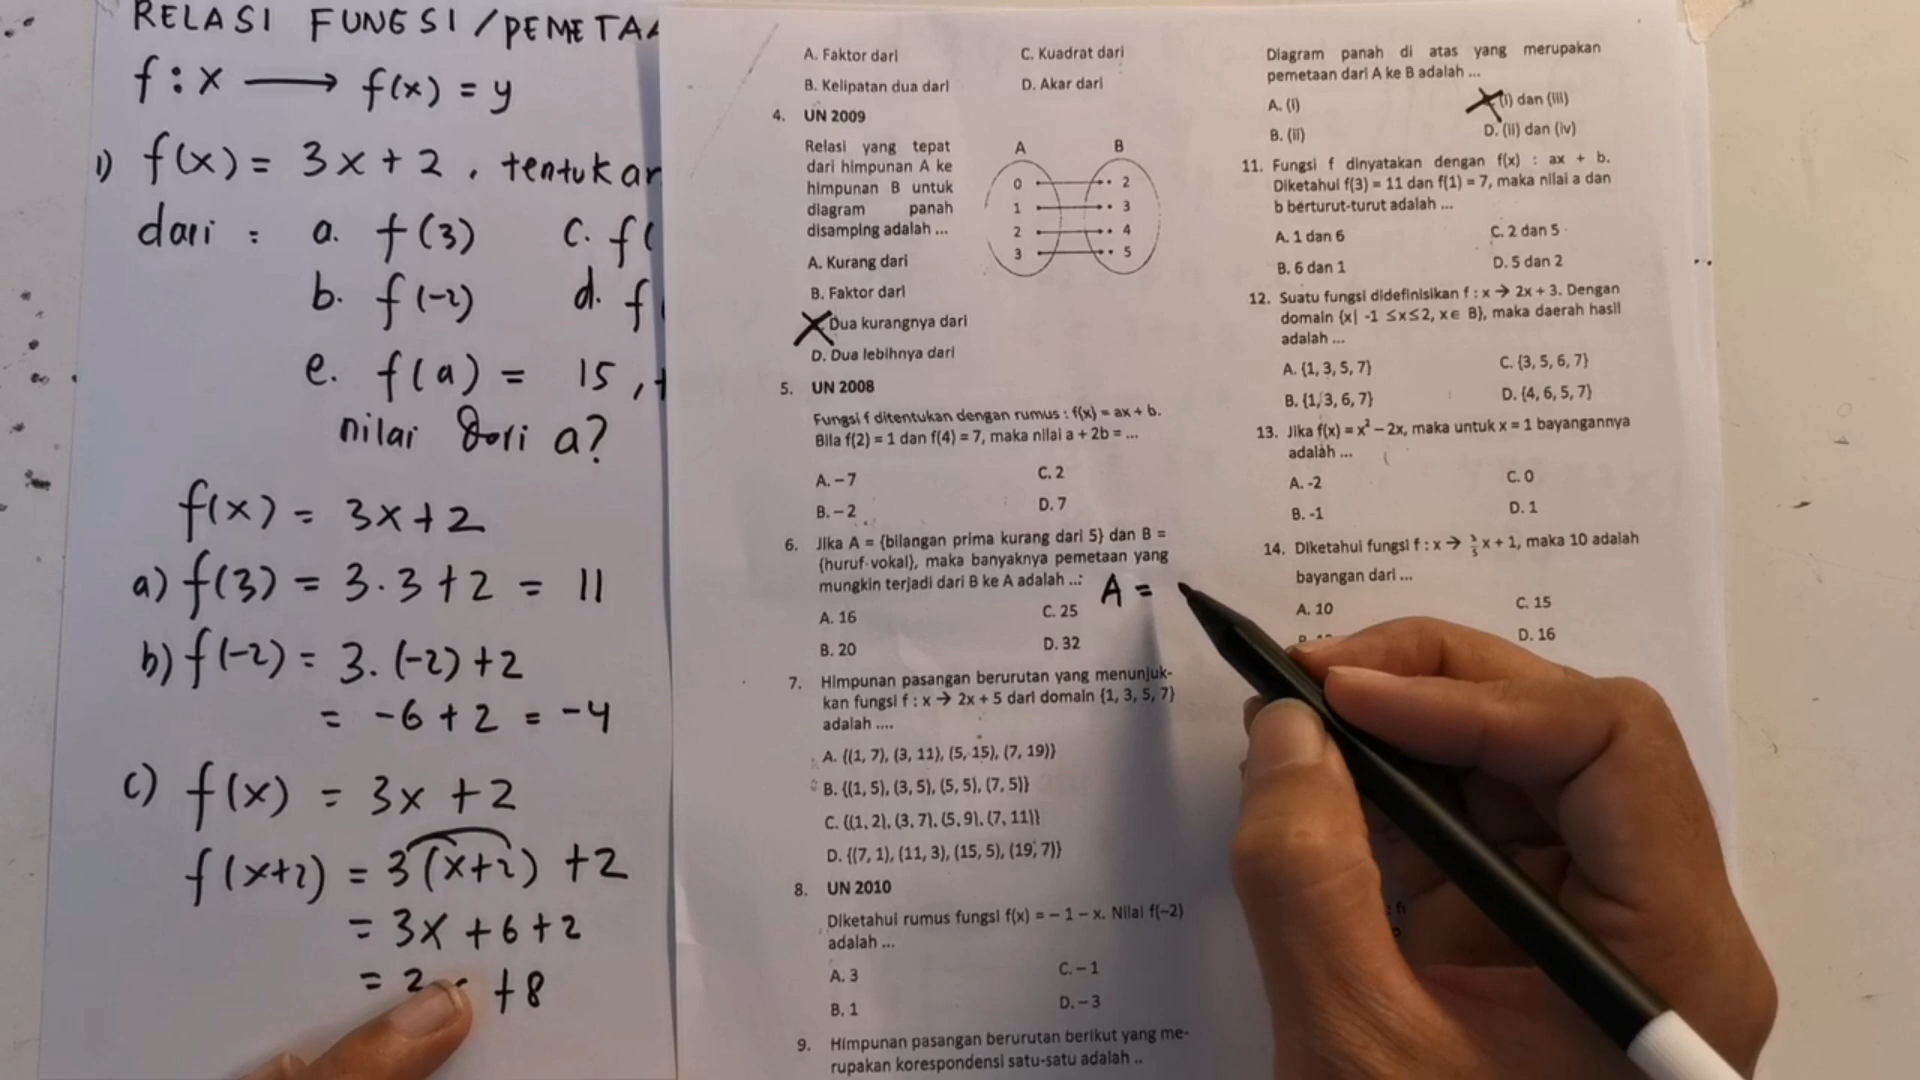 RELASI FUNGSI/PEMETAA
f : x → f(x) = y
1) f(x) = 3x + 2 , tentukan
dari : a. f(3) c. f(
b. f(-2) d. f(
e. f(a) = 15 ,
nilai dari a?
f(x) = 3x+2
a) f(3) = 3.3+2 = 11
b) f(-2) = 3.(-2)+2
= -6+2 = -4
c) f(x) = 3x +2
f(x+2) = 3(x+2) +2
= 3x +6+2
+8
A. Faktor dari C. Kuadrat dari
B. Kelipatan dua dari D. Akar dari
4. UN 2009
Relasi yang tepat
dari himpunan A ke
himpunan B untuk
diagram panah
disamping adalah ...
A B
0 2
1 3
2 4
3 5
A. Kurang dari
B. Faktor dari
Dua kurangnya dari
D. Dua lebihnya dari
5. UN 2008
Fungsi f ditentukan dengan rumus : f(x) = ax + b.
Bila f(2) = 1 dan f(4) = 7, maka nilai a + 2b = ...
A. – 7 C. 2
B. – 2 D. 7
6. Jika A = {bilangan prima kurang dari 5} dan B =
{huruf vokal}, maka banyaknya pemetaan yang
mungkin terjadi dari B ke A adalah ...
A =
A. 16 C. 25
B. 20 D. 32
7. Himpunan pasangan berurutan yang menunjuk-
kan fungsi f : x → 2x + 5 dari domain {1, 3, 5, 7}
adalah ....
A. {(1, 7), (3, 11), (5, 15), (7, 19)}
B. {(1, 5), (3, 5), (5, 5), (7, 5)}
C. {(1, 2), (3, 7), (5, 9), (7, 11)}
D. {(7, 1), (11, 3), (15, 5), (19, 7)}
8. UN 2010
Diketahui rumus fungsi f(x) = – 1 – x. Nilai f(–2)
adalah ...
A. 3 C. – 1
B. 1 D. – 3
9. Himpunan pasangan berurutan berikut yang me-
rupakan korespondensi satu-satu adalah ..
Diagram panah di atas yang merupakan
pemetaan dari A ke B adalah ...
A. (i) (i) dan (iii)
B. (ii) D. (ii) dan (iv)
11. Fungsi f dinyatakan dengan f(x) : ax + b.
Diketahui f(3) = 11 dan f(1) = 7, maka nilai a dan
b berturut-turut adalah ...
A. 1 dan 6 C. 2 dan 5
B. 6 dan 1 D. 5 dan 2
12. Suatu fungsi didefinisikan f : x → 2x + 3. Dengan
domain {x| -1 ≤x≤2, x∈ B}, maka daerah hasil
adalah ...
A. {1, 3, 5, 7} C. {3, 5, 6, 7}
B. {1, 3, 6, 7} D. {4, 6, 5, 7}
13. Jika f(x) = x² – 2x, maka untuk x = 1 bayangannya
adalah ...
A. -2 C. 0
B. -1 D. 1
14. Diketahui fungsi f : x → x + 1, maka 10 adalah
bayangan dari ...
A. 10 C. 15
D. 16